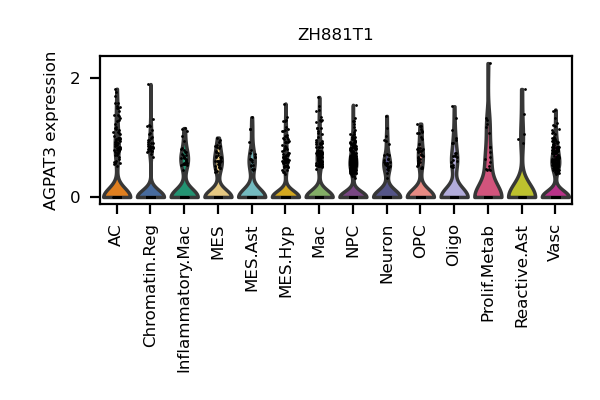 ZH881T1
AGPAT3 expression
2
0
AC
Chromatin.Reg
Inflammatory.Mac
MES
MES.Ast
MES.Hyp
Mac
NPC
Neuron
OPC
Oligo
Prolif.Metab
Reactive.Ast
Vasc